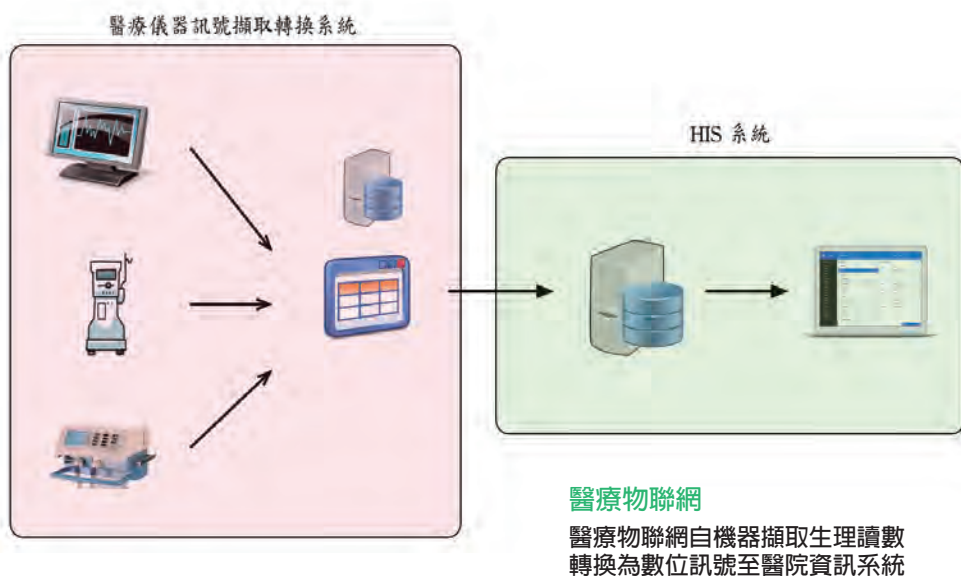 醫療儀器訊號擷取轉換系統
HIS 系統
醫療物聯網
醫療物聯網自機器擷取生理讀數
轉換為數位訊號至醫院資訊系統